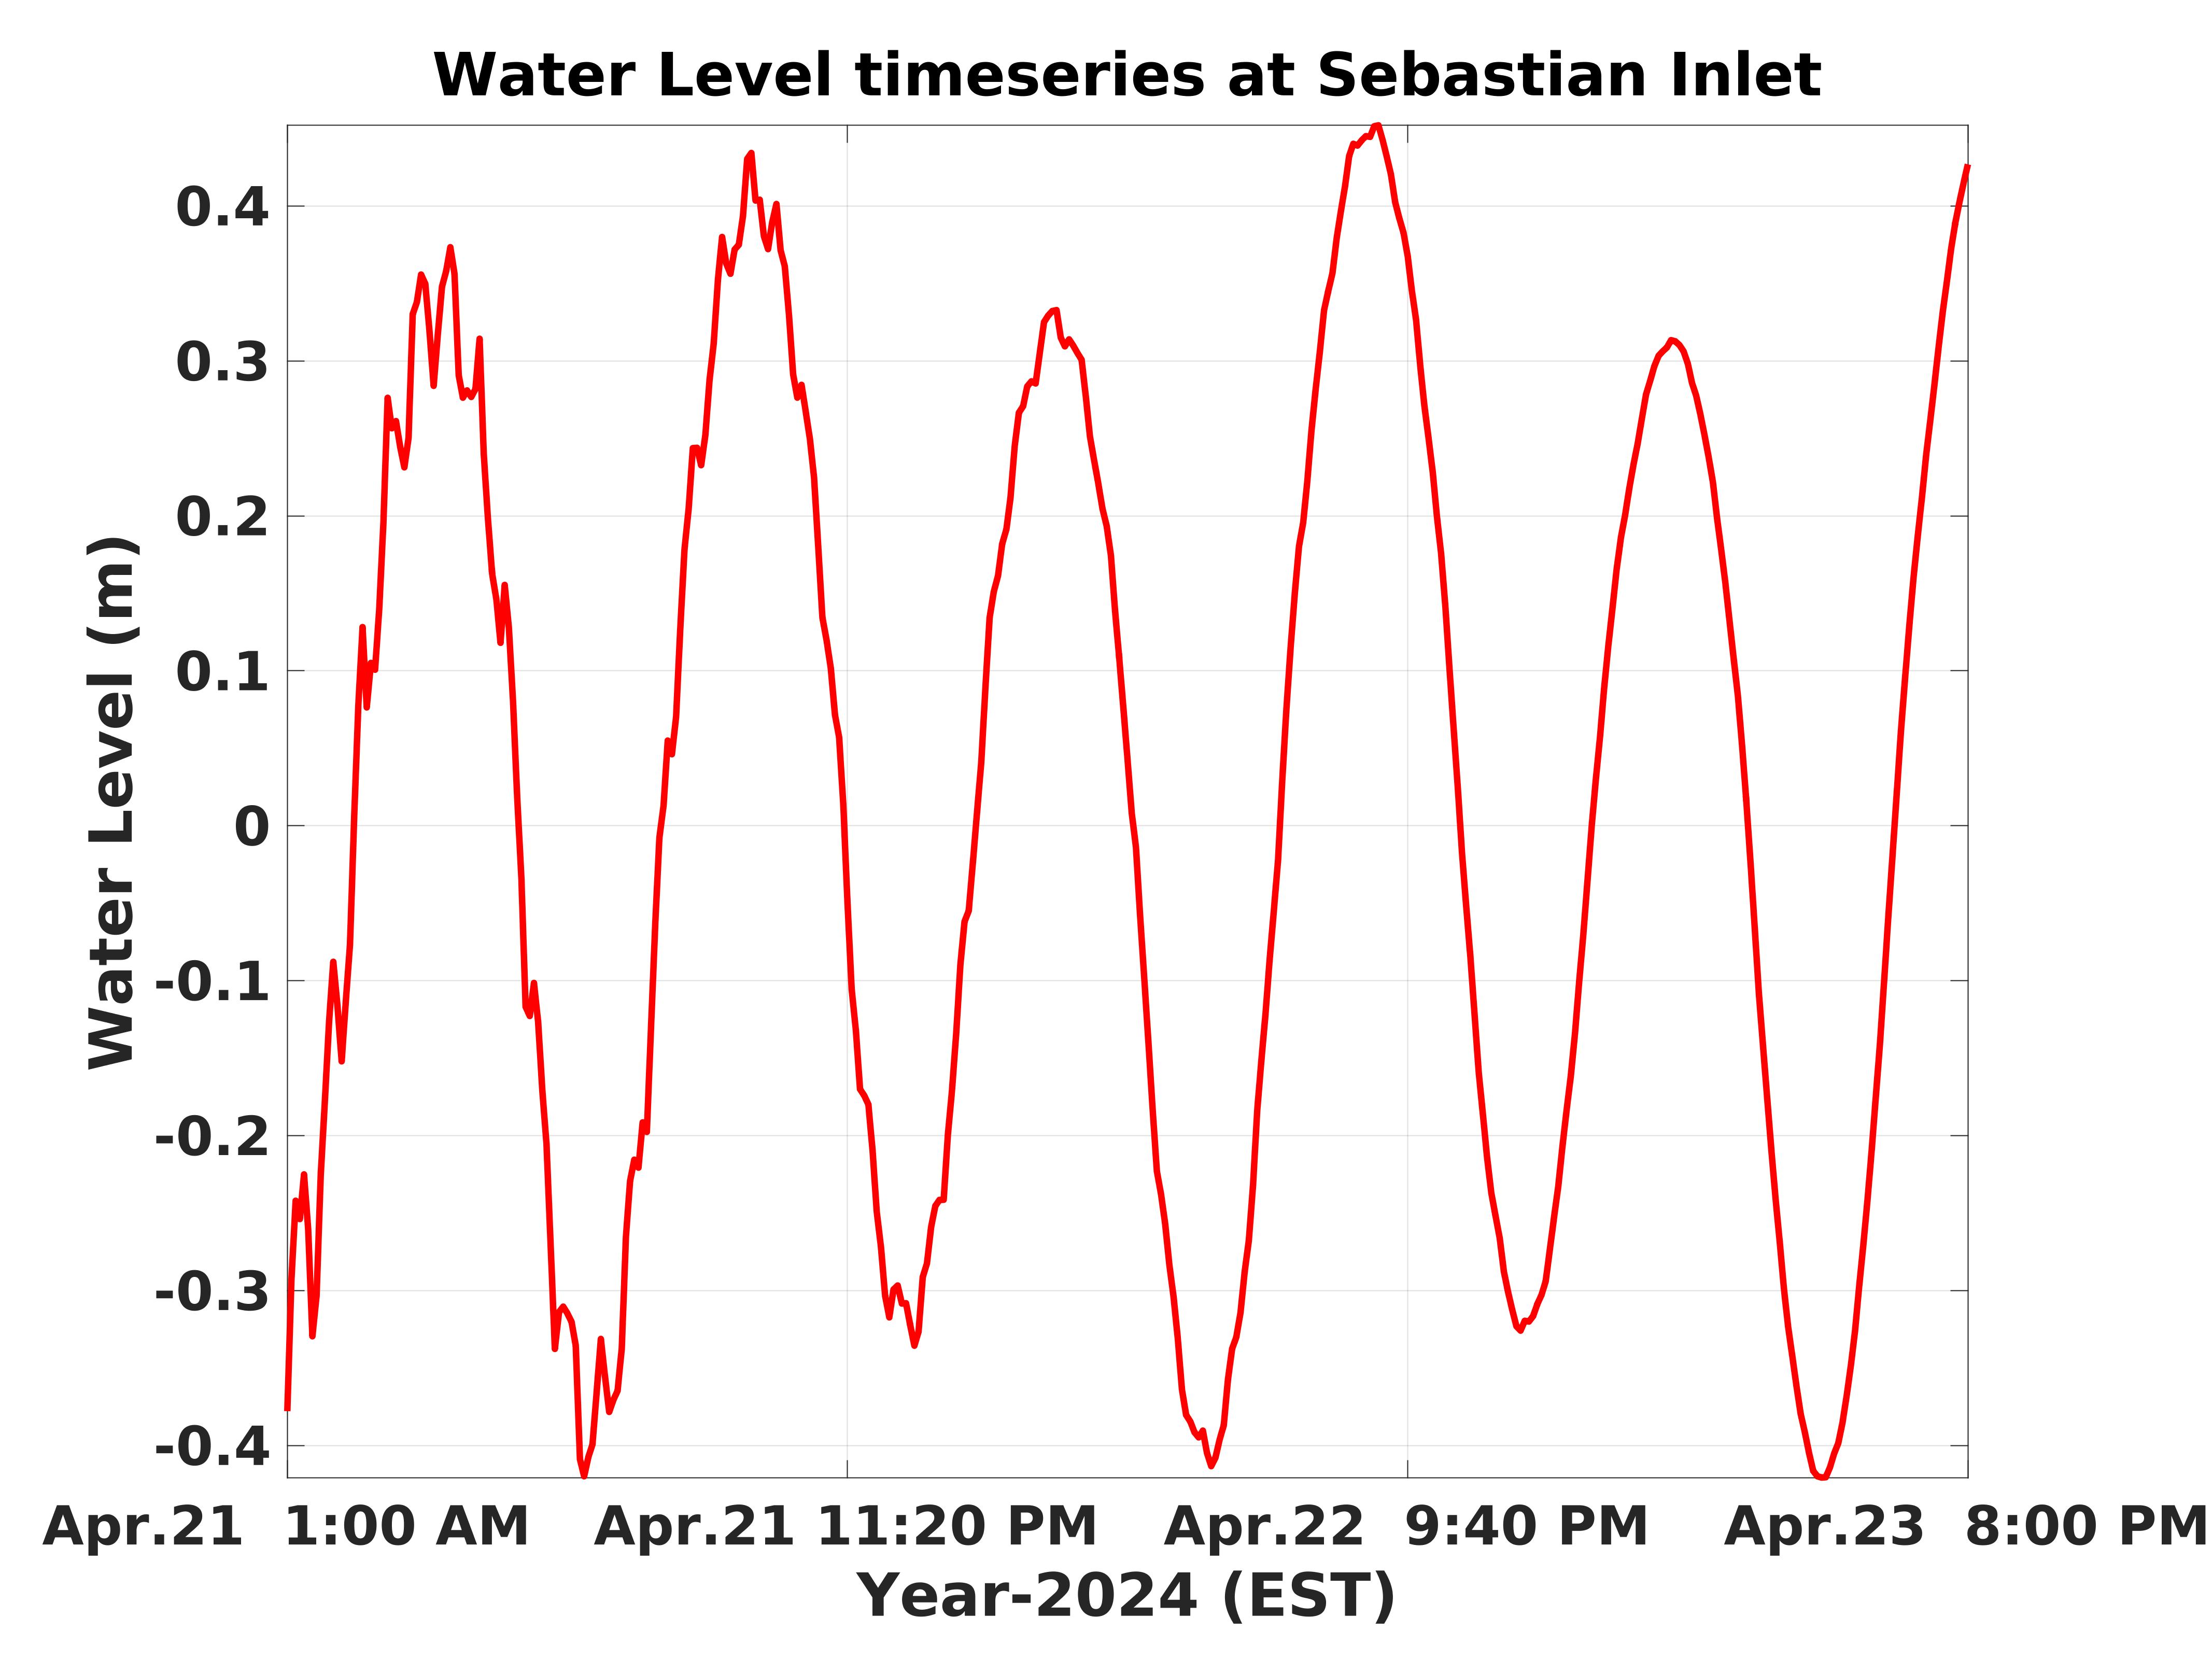 Water Level timeseries at Sebastian Inlet
Water Level (m)
0.4
0.3
0.2
0.1
0
-0.1
-0.2
-0.3
-0.4
Apr.21  1:00 AM
Apr.21 11:20 PM
Apr.22  9:40 PM
Apr.23  8:00 PM
Year-2024 (EST)